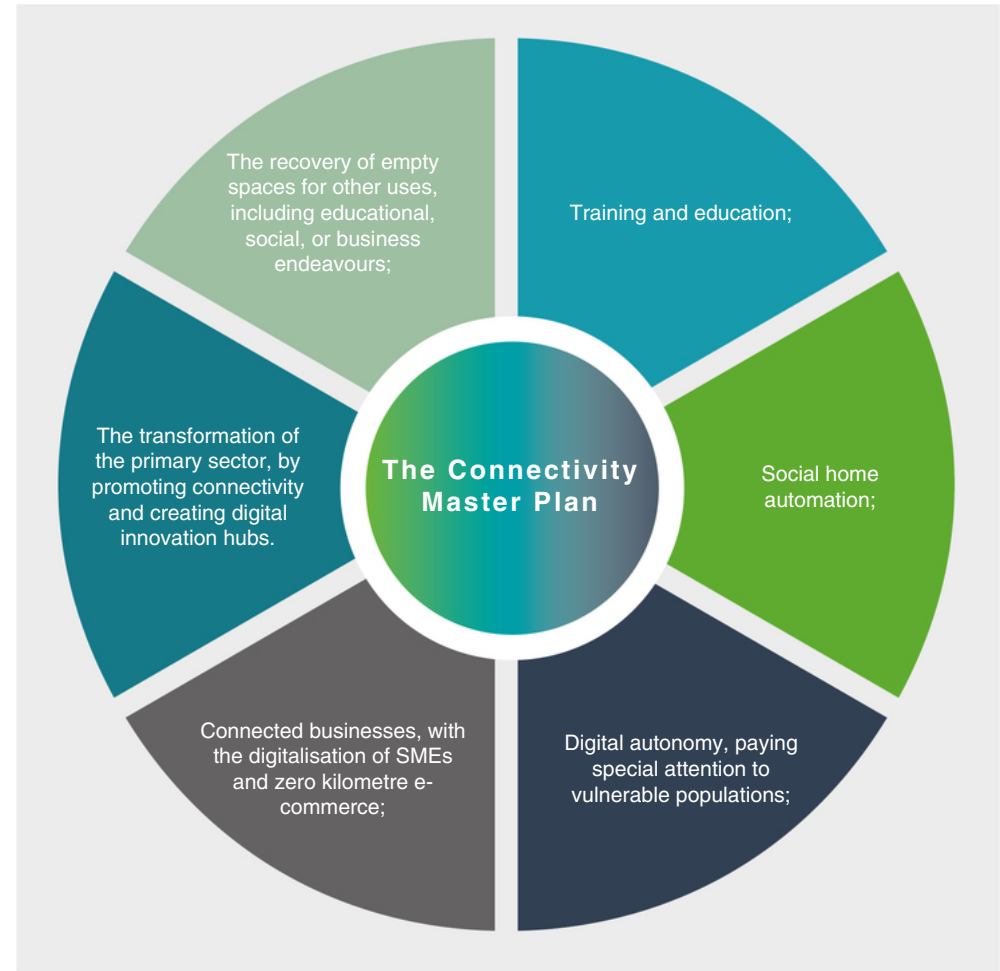 The Connectivity
Master Plan
Training and education;
Social home
automation;
Digital autonomy, paying
special attention to
vulnerable populations;
Connected businesses, with
the digitalisation of SMEs
and zero kilometre e-
commerce;
The transformation of
the primary sector, by
promoting connectivity
and creating digital
innovation hubs.
The recovery of empty
spaces for other uses,
including educational,
social, or business
endeavours;